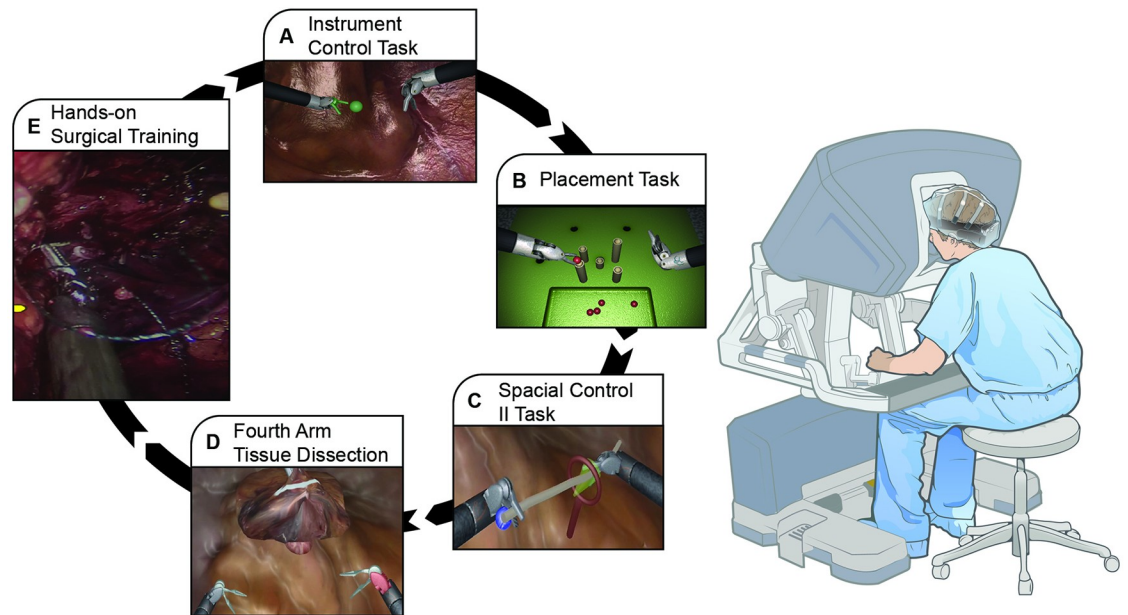 A Instrument
Control Task
B Placement Task
C Spacial Control
II Task
D Fourth Arm
Tissue Dissection
E Hands-on
Surgical Training